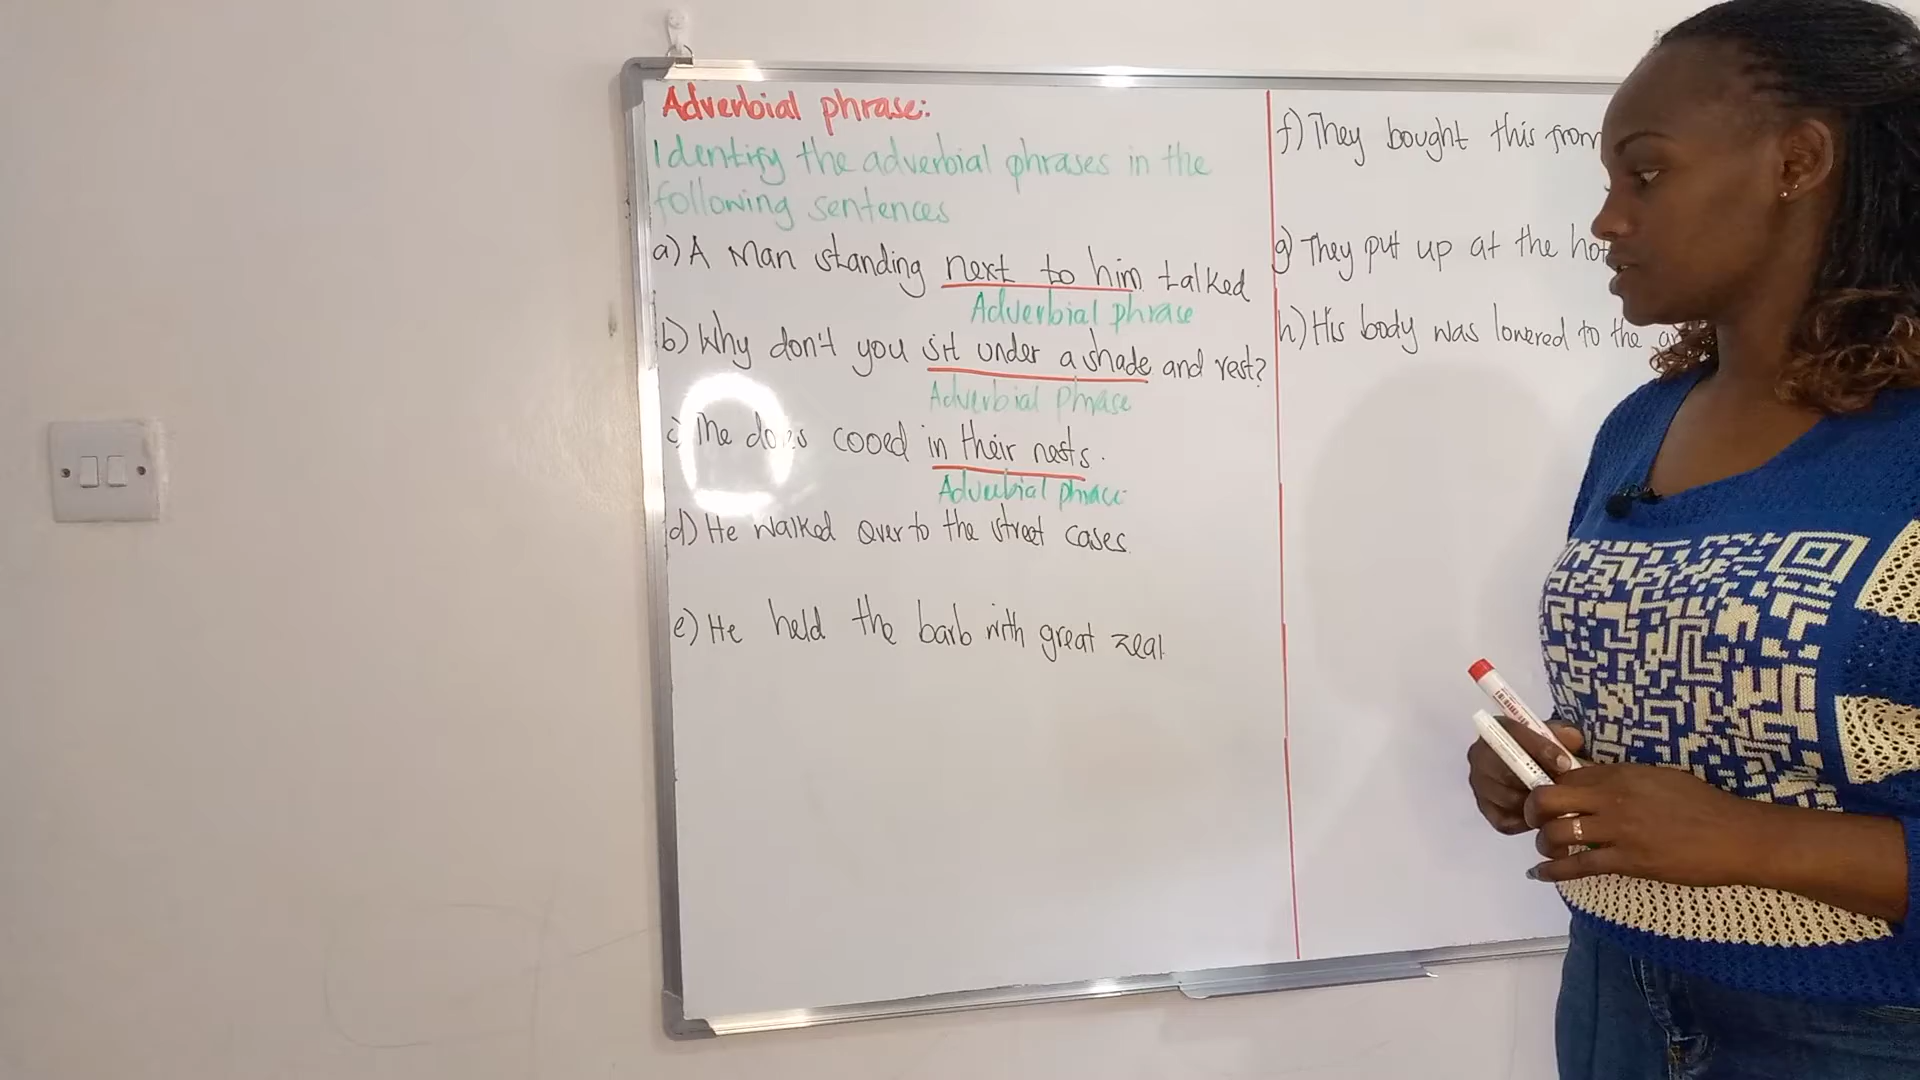 Adverbial phrase:
Identify the adverbial phrases in the
following sentences
a) A Man standing next to him talked
Adverbial phrase
b) Why don't you sit under a shade and rest?
Adverbial Phrase
c) The cooed in their nests.
Adverbial phrase
d) He walked over to the street cases.
e) He held the barb with great zeal.
f) They bought this from
g) They put up at the
h) His body was lowered to the